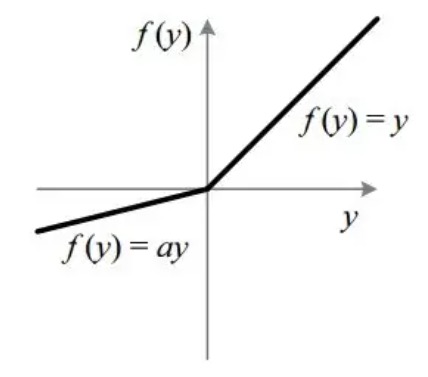 f(y)
f(y) = y
y
f(y) = ay